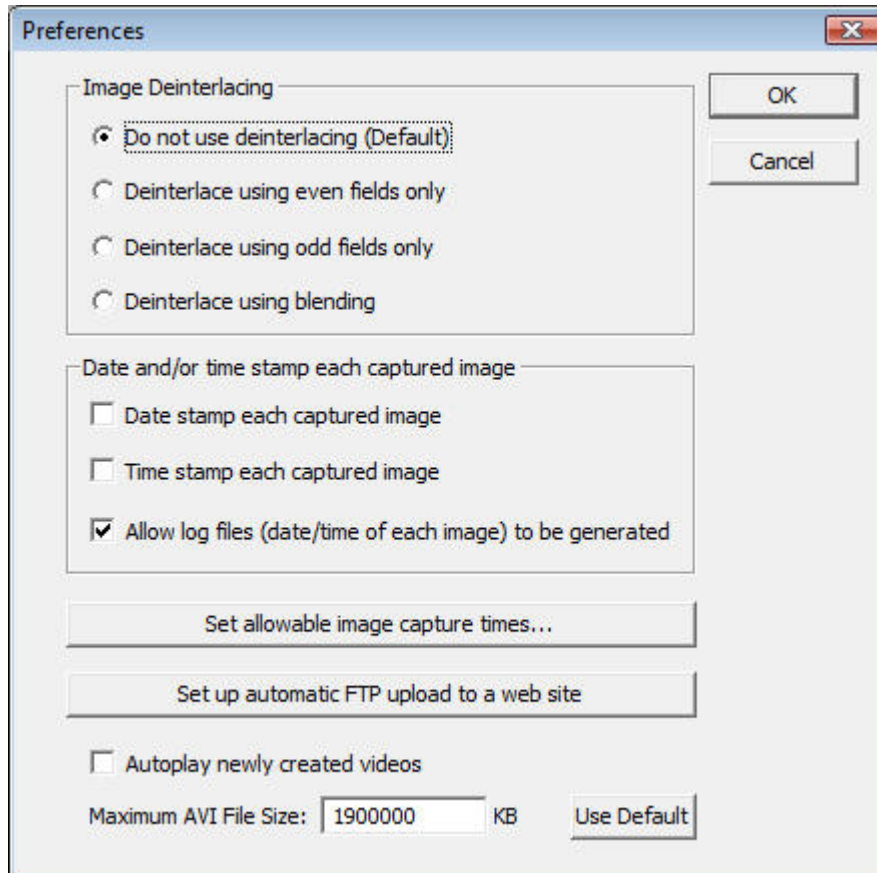 Preferences
Image Deinterlacing
Do not use deinterlacing (Default)
Deinterlace using even fields only
Deinterlace using odd fields only
Deinterlace using blending
OK
Cancel
Date and/or time stamp each captured image
Date stamp each captured image
Time stamp each captured image
Allow log files (date/time of each image) to be generated
Set allowable image capture times...
Set up automatic FTP upload to a web site
Autoplay newly created videos
Maximum AVI File Size: 1900000 KB Use Default